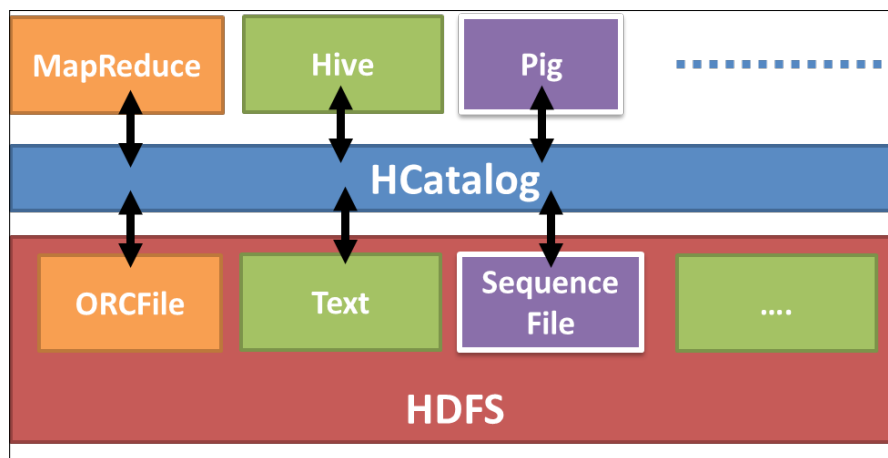 MapReduce
Hive
Pig
HCatalog
ORCFile
Text
Sequence
File
....
HDFS